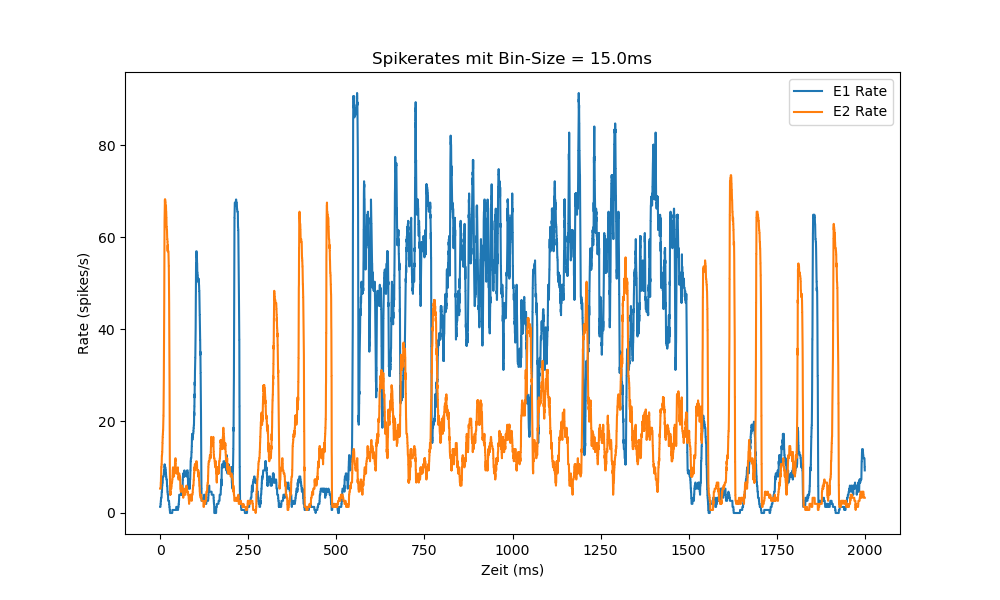 Spikerates mit Bin-Size = 15.0ms
E1 Rate
E2 Rate
Rate (spikes/s)
80
60
40
20
0
0 250 500 750 1000 1250 1500 1750 2000
Zeit (ms)